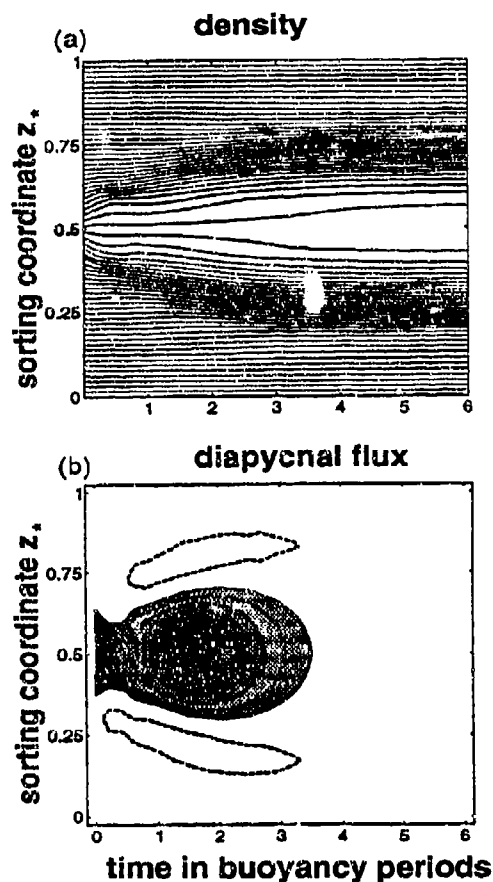 (a)
density
sorting coordinate z*
1
0.75
0.5
0.25
0
1 2 3 4 5 6
(b)
diapycnal flux
sorting coordinate z*
1
0.75
0.5
0.25
0
0 1 2 3 4 5 6
time in buoyancy periods